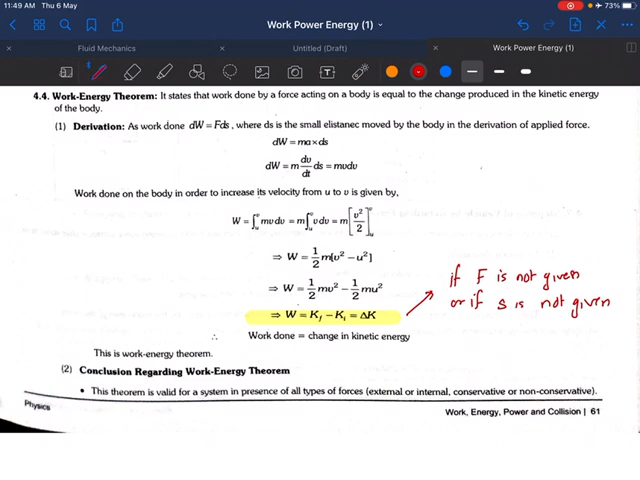 11:49 AM Thu 6 May
73%
Work Power Energy (1)
Fluid Mechanics
Untitled (Draft)
Work Power Energy (1)
4.4. Work-Energy Theorem: It states that work done by a force acting on a body is equal to the change produced in the kinetic energy
of the body.
(1) Derivation: As work done dW = Fds, where ds is the small elistanec moved by the body in the derivation of applied force.
dW = ma × ds
dW = m dv/dt ds = mvdv
Work done on the body in order to increase its velocity from u to v is given by,
W = ∫ᵤᵛ mvdv = m∫ᵤᵛ vdv = m[v²/2]ᵤᵛ
⇒ W = 1/2 m[v² − u²]
if F is not given
⇒ W = 1/2 mv² − 1/2 mu²
or if s is not given
⇒ W = K_f − K_i = ΔK
∴ Work done = change in kinetic energy
This is work-energy theorem.
(2) Conclusion Regarding Work-Energy Theorem
• This theorem is valid for a system in presence of all types of forces (external or internal, conservative or non-conservative).
Physics
Work, Energy, Power and Collision | 61